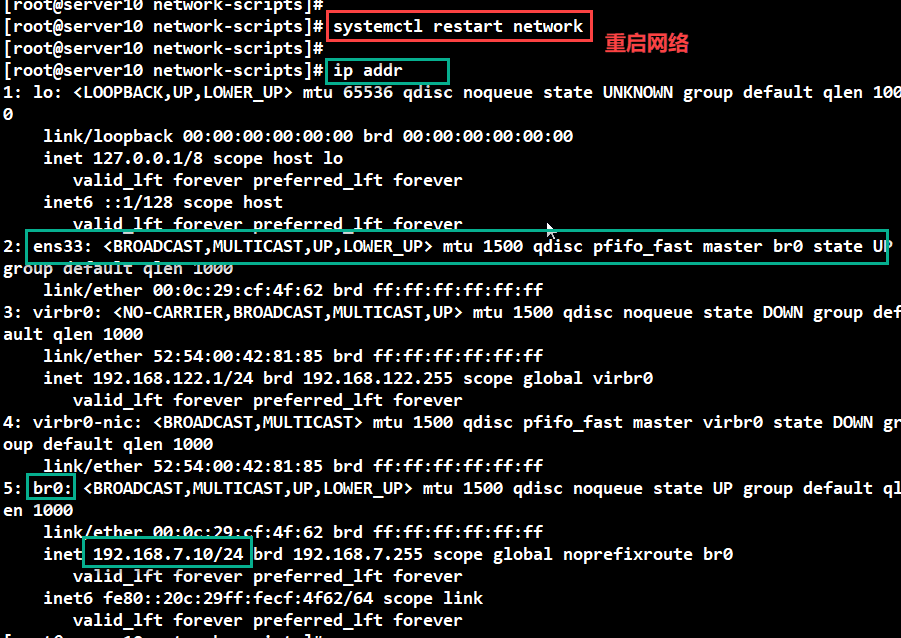 [root@server10 network-scripts]#
[root@server10 network-scripts]# systemctl restart network
[root@server10 network-scripts]#
重启网络
[root@server10 network-scripts]# ip addr
1: lo: <LOOPBACK,UP,LOWER_UP> mtu 65536 qdisc noqueue state UNKNOWN group default qlen 100
0
link/loopback 00:00:00:00:00:00 brd 00:00:00:00:00:00
inet 127.0.0.1/8 scope host lo
valid_lft forever preferred_lft forever
inet6 ::1/128 scope host
valid_lft forever preferred_lft forever
2: ens33: <BROADCAST,MULTICAST,UP,LOWER_UP> mtu 1500 qdisc pfifo_fast master br0 state UP
group default qlen 1000
link/ether 00:0c:29:cf:4f:62 brd ff:ff:ff:ff:ff:ff
3: virbr0: <NO-CARRIER,BROADCAST,MULTICAST,UP> mtu 1500 qdisc noqueue state DOWN group def
ault qlen 1000
link/ether 52:54:00:42:81:85 brd ff:ff:ff:ff:ff:ff
inet 192.168.122.1/24 brd 192.168.122.255 scope global virbr0
valid_lft forever preferred_lft forever
4: virbr0-nic: <BROADCAST,MULTICAST> mtu 1500 qdisc pfifo_fast master virbr0 state DOWN gr
oup default qlen 1000
link/ether 52:54:00:42:81:85 brd ff:ff:ff:ff:ff:ff
5: br0: <BROADCAST,MULTICAST,UP,LOWER_UP> mtu 1500 qdisc noqueue state UP group default ql
en 1000
link/ether 00:0c:29:cf:4f:62 brd ff:ff:ff:ff:ff:ff
inet 192.168.7.10/24 brd 192.168.7.255 scope global noprefixroute br0
valid_lft forever preferred_lft forever
inet6 fe80::20c:29ff:fecf:4f62/64 scope link
valid_lft forever preferred_lft forever